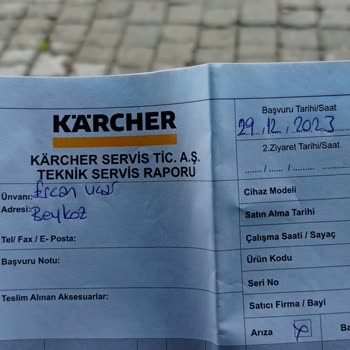 KÄRCHER
KÄRCHER SERVİS TİC. A.Ş.
TEKNİK SERVİS RAPORU
Ünvanı: Ercan Uçar
Adresi: Beykoz
Tel/ Fax / E- Posta:
Başvuru Notu:
Teslim Alınan Aksesuarlar:
Başvuru Tarihi/Saat
29/12/2023
2.Ziyaret Tarihi/Saat
....../....../............
Cihaz Modeli
Satın Alma Tarihi
Çalışma Saati / Sayaç
Ürün Kodu
Seri No
Satıcı Firma / Bayi
Arıza
Ba